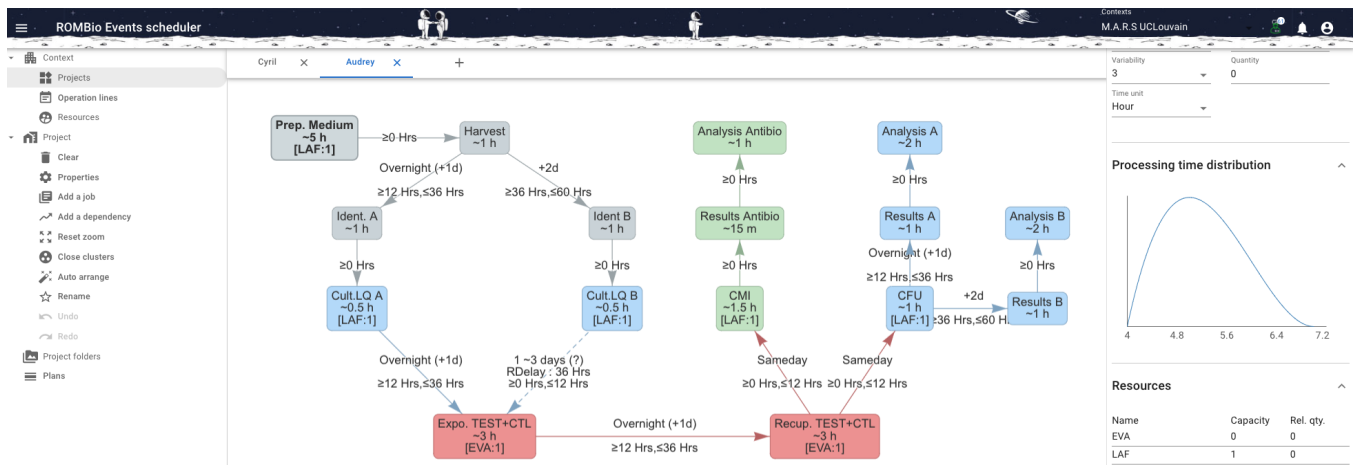 ROMBio Events scheduler
Contexts
M.A.R.S UCLouvain
Context
Projects
Operation lines
Resources
Project
Clear
Properties
Add a job
Add a dependency
Reset zoom
Close clusters
Auto arrange
Rename
Undo
Redo
Project folders
Plans
Cyril
Audrey
Prep. Medium
~5 h
[LAF:1]
≥0 Hrs
Harvest
~1 h
Overnight (+1d)
≥12 Hrs,≤36 Hrs
+2d
≥36 Hrs,≤60 Hrs
Ident. A
~1 h
Ident B
~1 h
≥0 Hrs
≥0 Hrs
Cult.LQ A
~0.5 h
[LAF:1]
Cult.LQ B
~0.5 h
[LAF:1]
Overnight (+1d)
≥12 Hrs,≤36 Hrs
1 ~3 days (?)
RDelay : 36 Hrs
≥0 Hrs,≤12 Hrs
Expo. TEST+CTL
~3 h
[EVA:1]
Overnight (+1d)
≥12 Hrs,≤36 Hrs
Recup. TEST+CTL
~3 h
[EVA:1]
Sameday
≥0 Hrs,≤12 Hrs
Sameday
≥0 Hrs,≤12 Hrs
CMI
~1.5 h
[LAF:1]
≥0 Hrs
Results Antibio
~15 m
≥0 Hrs
Analysis Antibio
~1 h
CFU
~1 h
[LAF:1]
Overnight (+1d)
≥12 Hrs,≤36 Hrs
Results A
~1 h
≥0 Hrs
Analysis A
~2 h
+2d
≥36 Hrs,≤60 H
Results B
~1 h
≥0 Hrs
Analysis B
~2 h
Variability
3
Quantity
0
Time unit
Hour
Processing time distribution
4 4.8 5.6 6.4 7.2
Resources
Name Capacity Rel. qty.
EVA 0 0
LAF 1 0